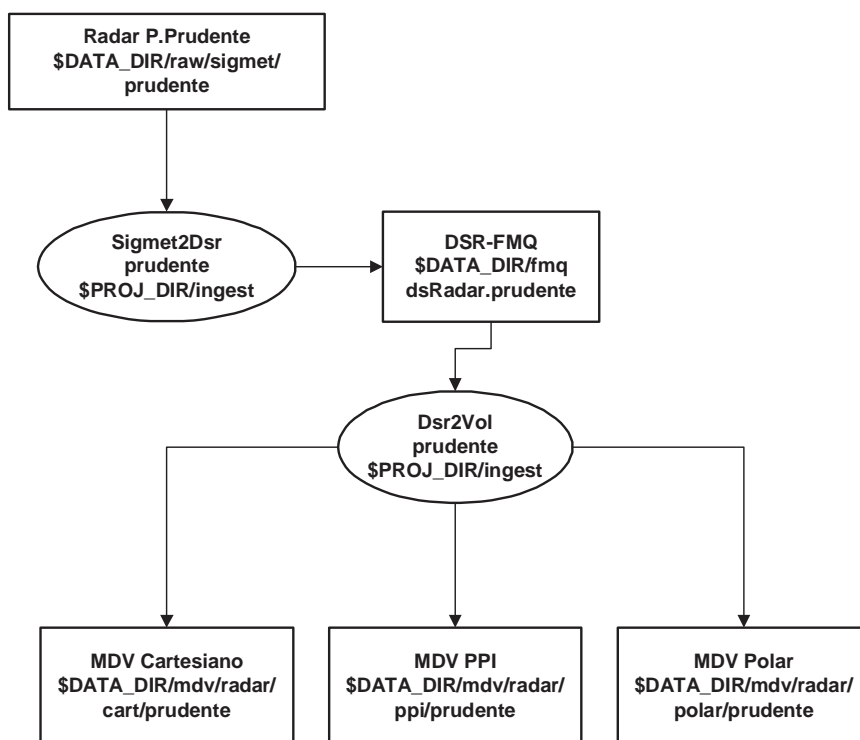 Radar P.Prudente
$DATA_DIR/raw/sigmet/
prudente
Sigmet2Dsr
prudente
$PROJ_DIR/ingest
DSR-FMQ
$DATA_DIR/fmq
dsRadar.prudente
Dsr2Vol
prudente
$PROJ_DIR/ingest
MDV Cartesiano
$DATA_DIR/mdv/radar/
cart/prudente
MDV PPI
$DATA_DIR/mdv/radar/
ppi/prudente
MDV Polar
$DATA_DIR/mdv/radar/
polar/prudente